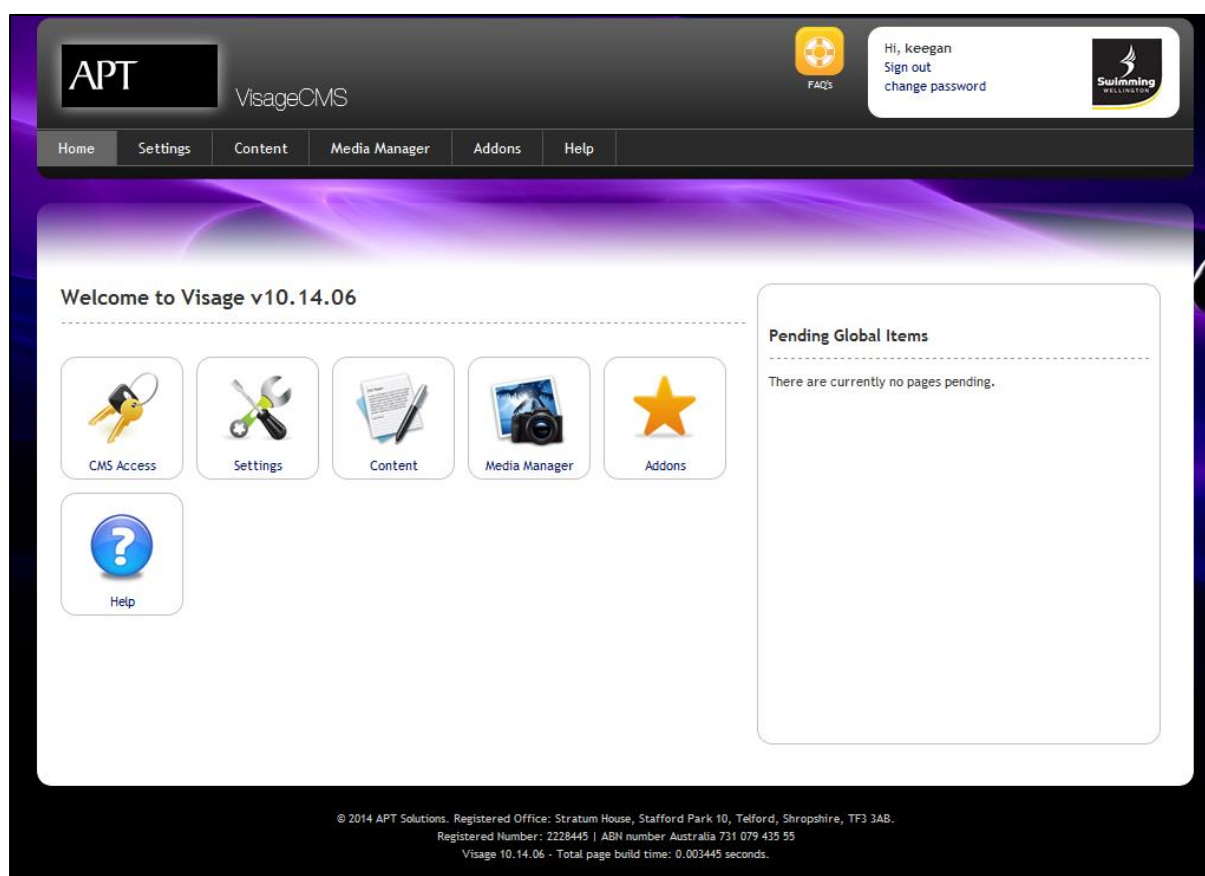 APT
VisageCMS
FAQ's
Hi, keegan
Sign out
change password
Swimming
WELLINGTON
Home Settings Content Media Manager Addons Help
Welcome to Visage v10.14.06
Pending Global Items
There are currently no pages pending.
CMS Access Settings Content Media Manager Addons
Help
© 2014 APT Solutions. Registered Office: Stratum House, Stafford Park 10, Telford, Shropshire, TF3 3AB.
Registered Number: 2228445 | ABN number Australia 731 079 435 55
Visage 10.14.06 - Total page build time: 0.003445 seconds.